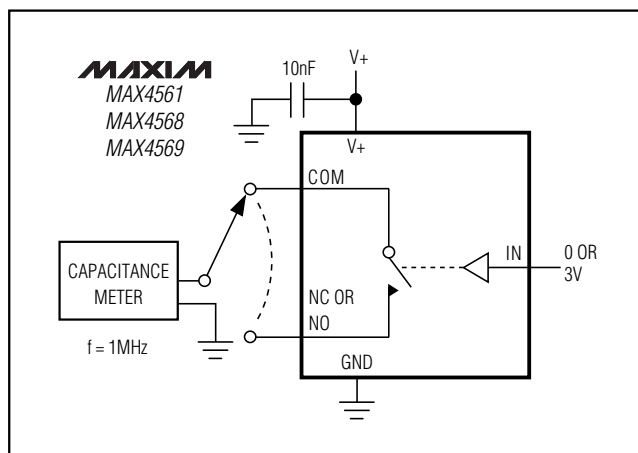 MAXIM
MAX4561
MAX4568
MAX4569
10nF
V+
V+
COM
CAPACITANCE
METER
f = 1MHz
NC OR
NO
IN
0 OR
3V
GND